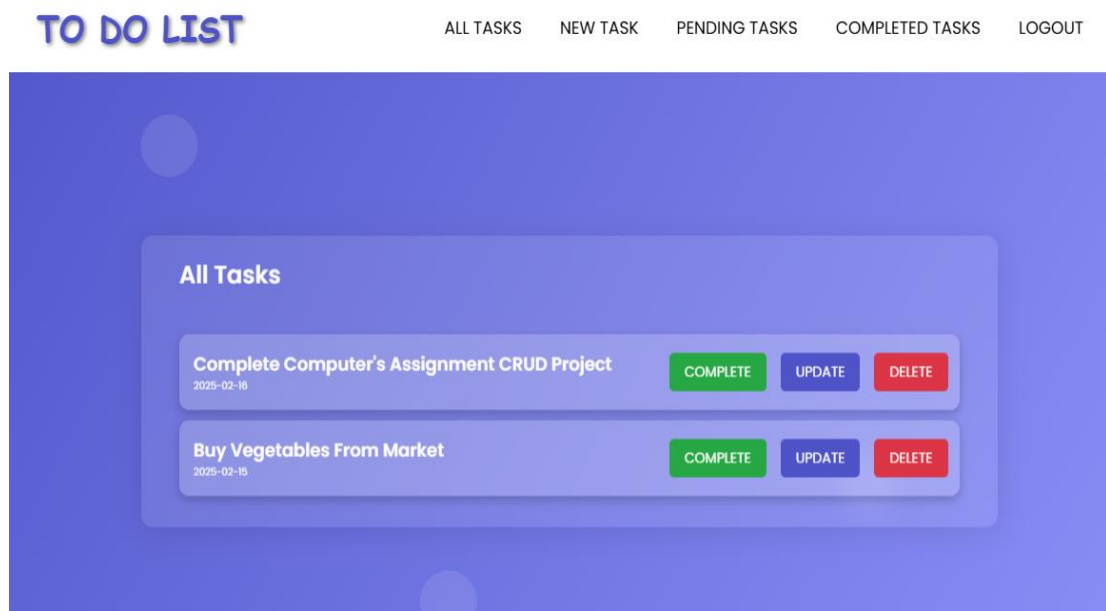 TO DO LIST
ALL TASKS NEW TASK PENDING TASKS COMPLETED TASKS LOGOUT
All Tasks
Complete Computer's Assignment CRUD Project
2025-02-16
COMPLETE UPDATE DELETE
Buy Vegetables From Market
2025-02-15
COMPLETE UPDATE DELETE